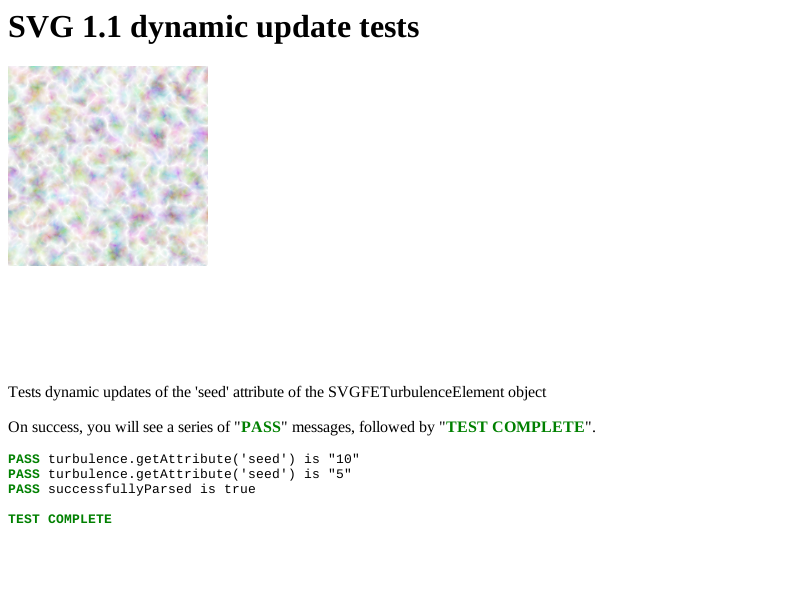 SVG 1.1 dynamic update tests
Tests dynamic updates of the 'seed' attribute of the SVGFETurbulenceElement object
On success, you will see a series of "PASS" messages, followed by "TEST COMPLETE".
PASS turbulence.getAttribute('seed') is "10"
PASS turbulence.getAttribute('seed') is "5"
PASS successfullyParsed is true
TEST COMPLETE